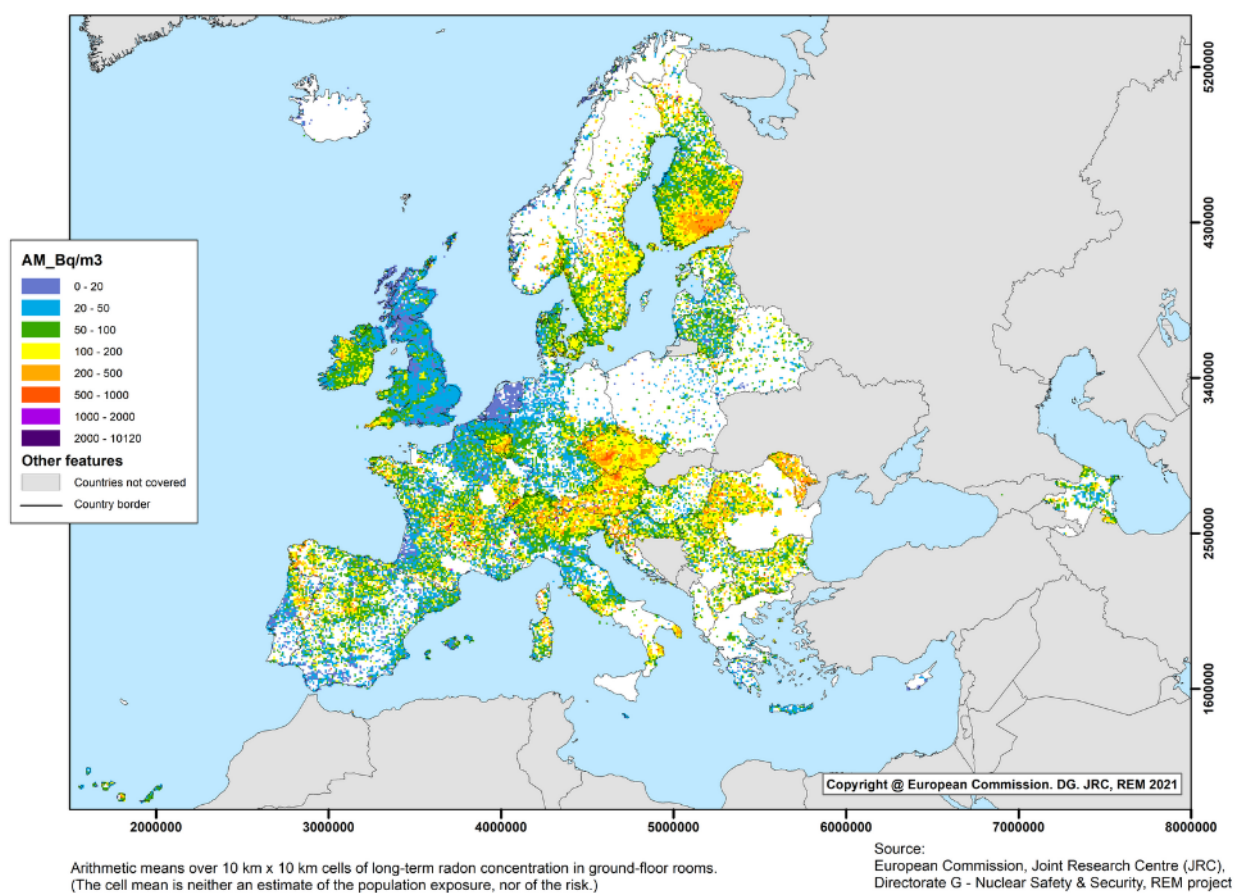 5200000
4300000
AM_Bq/m3
0 - 20
20 - 50
50 - 100
100 - 200
200 - 500
500 - 1000
1000 - 2000
2000 - 10120
Other features
Countries not covered
Country border
3400000
2500000
1600000
Copyright @ European Commission. DG. JRC, REM 2021
2000000 3000000 4000000 5000000 6000000 7000000 8000000
Arithmetic means over 10 km x 10 km cells of long-term radon concentration in ground-floor rooms.
(The cell mean is neither an estimate of the population exposure, nor of the risk.)
Source:
European Commission, Joint Research Centre (JRC),
Directorate G - Nuclear Safety & Security, REM project